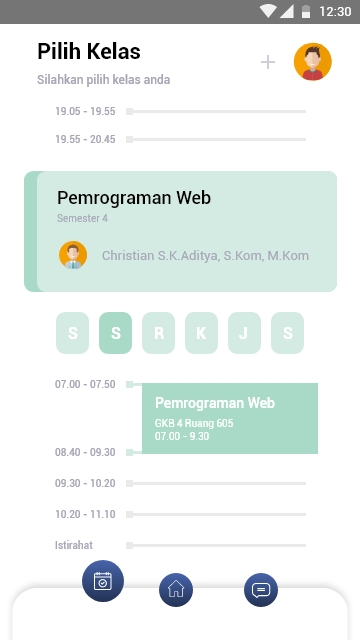 12:30
Pilih Kelas
Silahkan pilih kelas anda
19.05 - 19.55
19.55 - 20.45
Pemrograman Web
Semester 4
Christian S.K.Aditya, S.Kom, M.Kom
S S R K J S
07.00 - 07.50
Pemrograman Web
GKB 4 Ruang 605
07.00 - 9.30
08.40 - 09.30
09.30 - 10.20
10.20 - 11.10
Istirahat